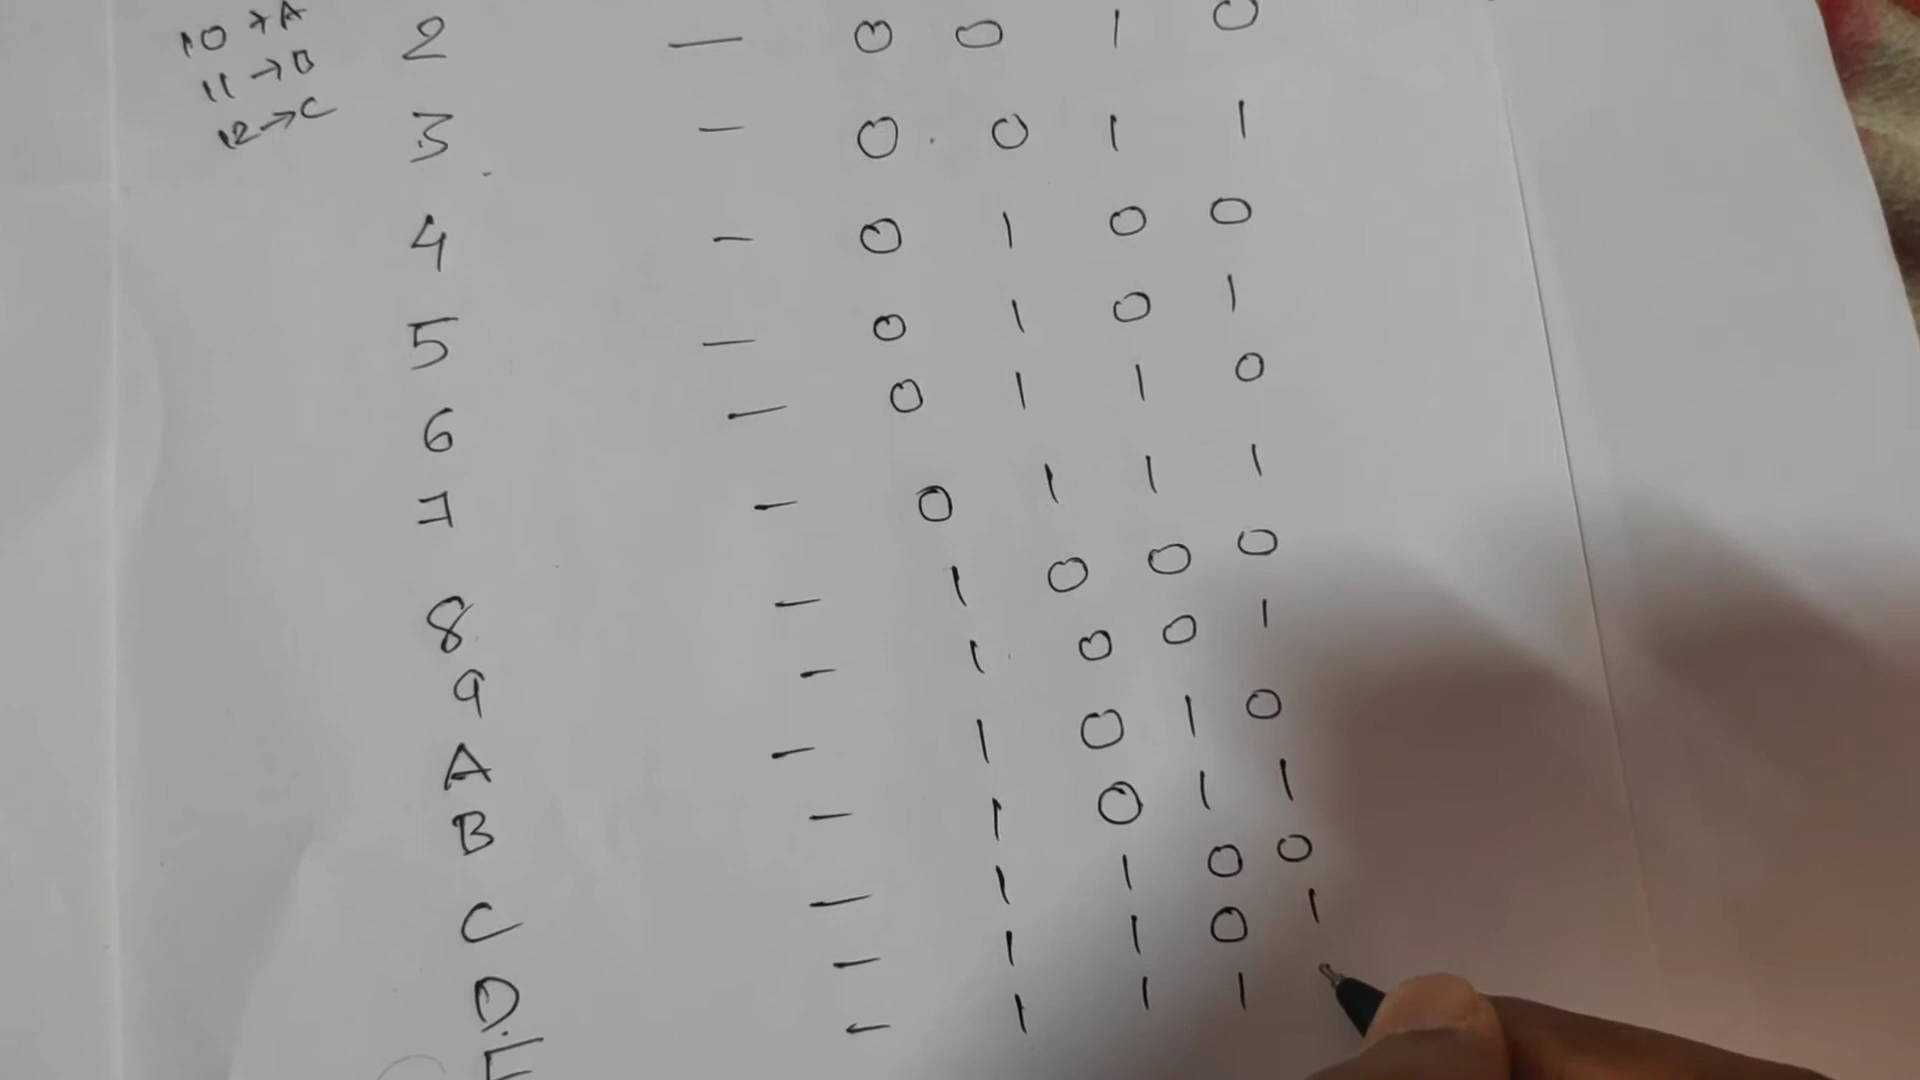 10 → A
11 → B
12 → C
2 — 0 0 1 0
3 — 0 0 1 1
4 — 0 1 0 0
5 — 0 1 0 1
6 — 0 1 1 0
7 — 0 1 1 1
8 — 1 0 0 0
9 — 1 0 0 1
A — 1 0 1 0
B — 1 0 1 1
C — 1 1 0 0
D — 1 1 0 1
E — 1 1 1